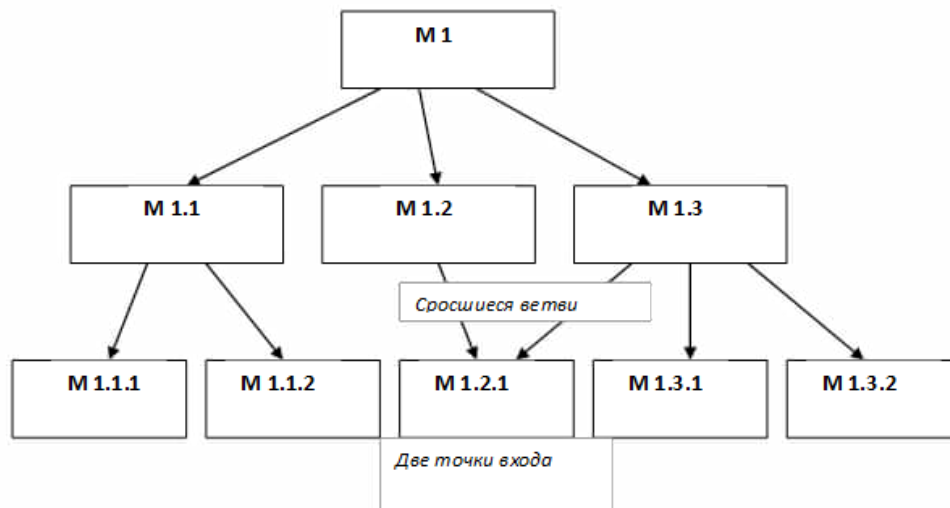 М 1
М 1.1
М 1.2
М 1.3
Сросшиеся ветви
М 1.1.1
М 1.1.2
М 1.2.1
М 1.3.1
М 1.3.2
Две точки входа